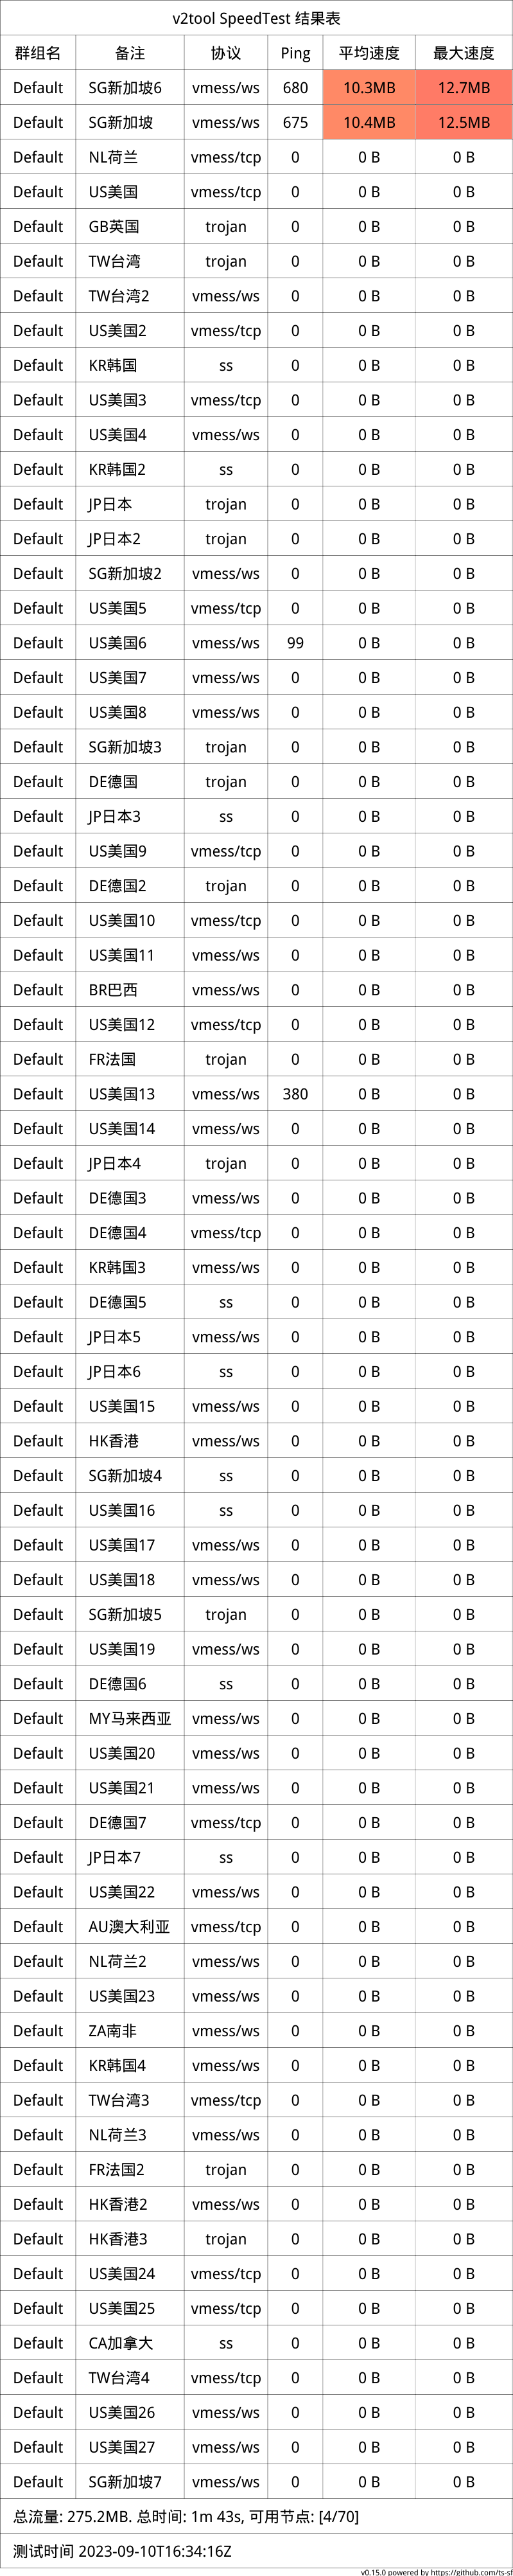 v2tool SpeedTest 结果表
群组名 备注 协议 Ping 平均速度 最大速度
Default SG新加坡6 vmess/ws 680 10.3MB 12.7MB
Default SG新加坡 vmess/ws 675 10.4MB 12.5MB
Default NL荷兰 vmess/tcp 0 0 B 0 B
Default US美国 vmess/tcp 0 0 B 0 B
Default GB英国 trojan 0 0 B 0 B
Default TW台湾 trojan 0 0 B 0 B
Default TW台湾2 vmess/ws 0 0 B 0 B
Default US美国2 vmess/tcp 0 0 B 0 B
Default KR韩国 ss 0 0 B 0 B
Default US美国3 vmess/tcp 0 0 B 0 B
Default US美国4 vmess/ws 0 0 B 0 B
Default KR韩国2 ss 0 0 B 0 B
Default JP日本 trojan 0 0 B 0 B
Default JP日本2 trojan 0 0 B 0 B
Default SG新加坡2 vmess/ws 0 0 B 0 B
Default US美国5 vmess/tcp 0 0 B 0 B
Default US美国6 vmess/ws 99 0 B 0 B
Default US美国7 vmess/ws 0 0 B 0 B
Default US美国8 vmess/ws 0 0 B 0 B
Default SG新加坡3 trojan 0 0 B 0 B
Default DE德国 trojan 0 0 B 0 B
Default JP日本3 ss 0 0 B 0 B
Default US美国9 vmess/tcp 0 0 B 0 B
Default DE德国2 trojan 0 0 B 0 B
Default US美国10 vmess/tcp 0 0 B 0 B
Default US美国11 vmess/ws 0 0 B 0 B
Default BR巴西 vmess/ws 0 0 B 0 B
Default US美国12 vmess/tcp 0 0 B 0 B
Default FR法国 trojan 0 0 B 0 B
Default US美国13 vmess/ws 380 0 B 0 B
Default US美国14 vmess/ws 0 0 B 0 B
Default JP日本4 trojan 0 0 B 0 B
Default DE德国3 vmess/ws 0 0 B 0 B
Default DE德国4 vmess/tcp 0 0 B 0 B
Default KR韩国3 vmess/ws 0 0 B 0 B
Default DE德国5 ss 0 0 B 0 B
Default JP日本5 vmess/ws 0 0 B 0 B
Default JP日本6 ss 0 0 B 0 B
Default US美国15 vmess/ws 0 0 B 0 B
Default HK香港 vmess/ws 0 0 B 0 B
Default SG新加坡4 ss 0 0 B 0 B
Default US美国16 ss 0 0 B 0 B
Default US美国17 vmess/ws 0 0 B 0 B
Default US美国18 vmess/ws 0 0 B 0 B
Default SG新加坡5 trojan 0 0 B 0 B
Default US美国19 vmess/ws 0 0 B 0 B
Default DE德国6 ss 0 0 B 0 B
Default MY马来西亚 vmess/ws 0 0 B 0 B
Default US美国20 vmess/ws 0 0 B 0 B
Default US美国21 vmess/ws 0 0 B 0 B
Default DE德国7 vmess/tcp 0 0 B 0 B
Default JP日本7 ss 0 0 B 0 B
Default US美国22 vmess/ws 0 0 B 0 B
Default AU澳大利亚 vmess/tcp 0 0 B 0 B
Default NL荷兰2 vmess/ws 0 0 B 0 B
Default US美国23 vmess/ws 0 0 B 0 B
Default ZA南非 vmess/ws 0 0 B 0 B
Default KR韩国4 vmess/ws 0 0 B 0 B
Default TW台湾3 vmess/tcp 0 0 B 0 B
Default NL荷兰3 vmess/ws 0 0 B 0 B
Default FR法国2 trojan 0 0 B 0 B
Default HK香港2 vmess/ws 0 0 B 0 B
Default HK香港3 trojan 0 0 B 0 B
Default US美国24 vmess/tcp 0 0 B 0 B
Default US美国25 vmess/tcp 0 0 B 0 B
Default CA加拿大 ss 0 0 B 0 B
Default TW台湾4 vmess/tcp 0 0 B 0 B
Default US美国26 vmess/ws 0 0 B 0 B
Default US美国27 vmess/ws 0 0 B 0 B
Default SG新加坡7 vmess/ws 0 0 B 0 B
总流量: 275.2MB. 总时间: 1m 43s, 可用节点: [4/70]
测试时间 2023-09-10T16:34:16Z
v0.15.0 powered by https://github.com/ts-sf